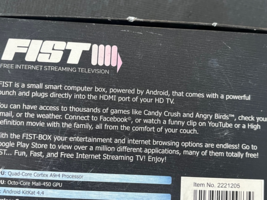 FIST
FREE INTERNET STREAMING TELEVISION
FIST is a small smart computer box, powered by Android, that comes with a powerful
punch and plugs directly into the HDMI port of your HD TV.
You can have access to thousands of games like Candy Crush and Angry Birds™, check your
mail, or the weather. Connect to Facebook®, or watch a funny clip on YouTube or a High
definition movie with the family, all from the comfort of your couch.
With the FIST-BOX your entertainment and internet browsing options are endless! Go to
Google Play Store to view over a million different applications, many of them totally free!
FIST... Fun, Fast, and Free Internet Streaming TV! Enjoy!
CPU: Quad-Core Cortex A9r4 Processor
GPU: Octo-Core Mali-450 GPU
Android KitKat 4.4
Item No. 2221205